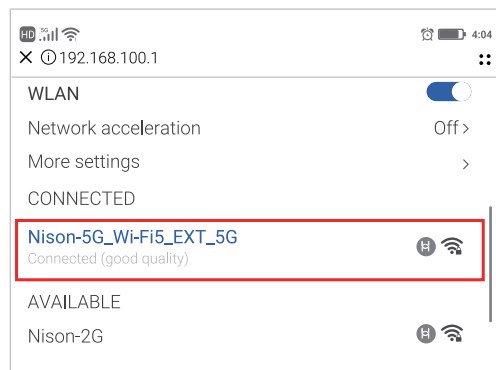 HD 5G 4:04
192.168.100.1
WLAN
Network acceleration Off >
More settings >
CONNECTED
Nison-5G_Wi-Fi5_EXT_5G
Connected (good quality)
H
AVAILABLE
Nison-2G H